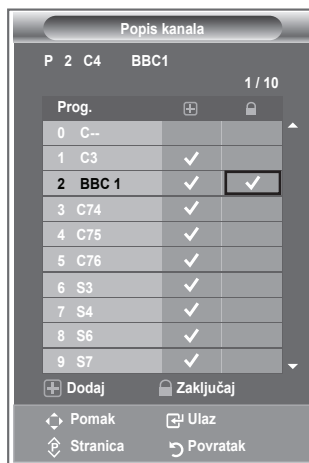 Popis kanala
P 2 C4 BBC1
1 / 10
Prog.
0 C--
1 C3
2 BBC 1
3 C74
4 C75
5 C76
6 S3
7 S4
8 S6
9 S7
Dodaj Zaključaj
Pomak Ulaz
Stranica Povratak